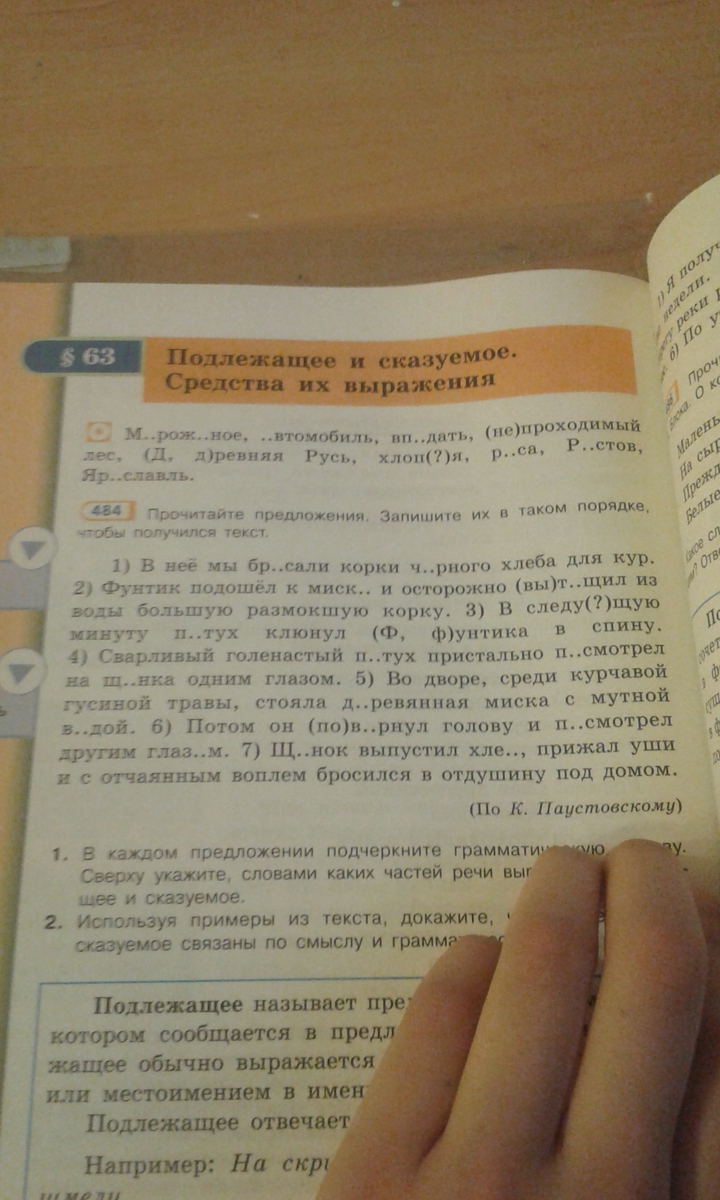 § 63
Подлежащее и сказуемое.
Средства их выражения
М..рож..ное, ..втомобиль, вп..дать, (не)проходимый
лес, (Д, д)ревняя Русь, хлоп(?)я, р..са, Р..стов,
Яр..славль.
484 Прочитайте предложения. Запишите их в таком порядке,
чтобы получился текст.
1) В неё мы бр..сали корки ч..рного хлеба для кур.
2) Фунтик подошёл к миск.. и осторожно (вы)т..щил из
воды большую размокшую корку. 3) В следу(?)щую
минуту п..тух клюнул (Ф, ф)унтика в спину.
4) Сварливый голенастый п..тух пристально п..смотрел
на щ..нка одним глазом. 5) Во дворе, среди курчавой
гусиной травы, стояла д..ревянная миска с мутной
в..дой. 6) Потом он (по)в..рнул голову и п..смотрел
другим глаз..м. 7) Щ..нок выпустил хле.., прижал уши
и с отчаянным воплем бросился в отдушину под домом.
(По К. Паустовскому)
1. В каждом предложении подчеркните
Сверху укажите, словами каких частей речи
щее и сказуемое.
2. Используя примеры из текста, докажите,
сказуемое связаны по смыслу и
Подлежащее называет
котором сообщается в
жащее обычно выражается
или местоимением в
Подлежащее отвечает
Например: На
шмели
1) Я
недели.
реки
6) По
На